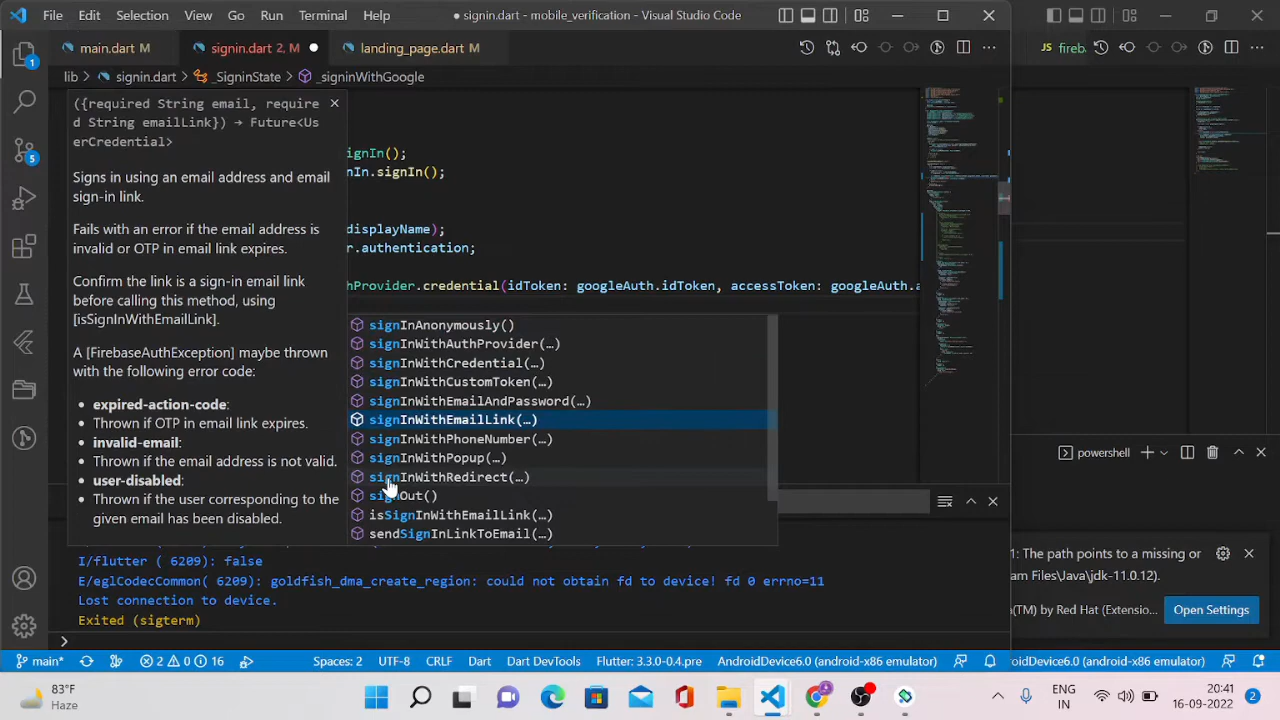 File Edit Selection View Go Run Terminal Help
● signin.dart - mobile_verification - Visual Studio Code
main.dart M
signin.dart 2, M
landing_page.dart M
JS fireb
lib > signin.dart > _SigninState > _signinWithGoogle
({required String email, require
d String emailLink}) → Future<Us
erCredential>
Signs in using an email address and email
sign-in link.
Fails with an error if the email address is
invalid or OTP in email link expires.
Confirm the link is a sign-in email link
before calling this method using
[isSignInWithEmailLink].
A [FirebaseAuthException] maybe thrown
with the following error code:
expired-action-code:
Thrown if OTP in email link expires.
invalid-email:
Thrown if the email address is not valid.
user-disabled:
Thrown if the user corresponding to the
given email has been disabled.
ignIn();
nIn.signIn();
displayName);
r.authentication;
hProvider.credential(idToken: googleAuth.idToken, accessToken: googleAuth.a
signInAnonymously()
signInWithAuthProvider(…)
signInWithCredential(…)
signInWithCustomToken(…)
signInWithEmailAndPassword(…)
signInWithEmailLink(…)
signInWithPhoneNumber(…)
signInWithPopup(…)
signInWithRedirect(…)
signOut()
isSignInWithEmailLink(…)
sendSignInLinkToEmail(…)
powershell
I/flutter ( 6209): false
E/eglCodecCommon( 6209): goldfish_dma_create_region: could not obtain fd to device! fd 0 errno=11
Lost connection to device.
Exited (sigterm)
>
1: The path points to a missing or
am Files\Java\jdk-11.0.12).
a(TM) by Red Hat (Extensio...
Open Settings
main* 2 0 16 Spaces: 2 UTF-8 CRLF Dart Dart DevTools Flutter: 3.3.0-0.4.pre AndroidDevice6.0 (android-x86 emulator)
droidDevice6.0 (android-x86 emulator)
1
5
83°F
Haze
ENG
IN
20:41
16-09-2022
2
4